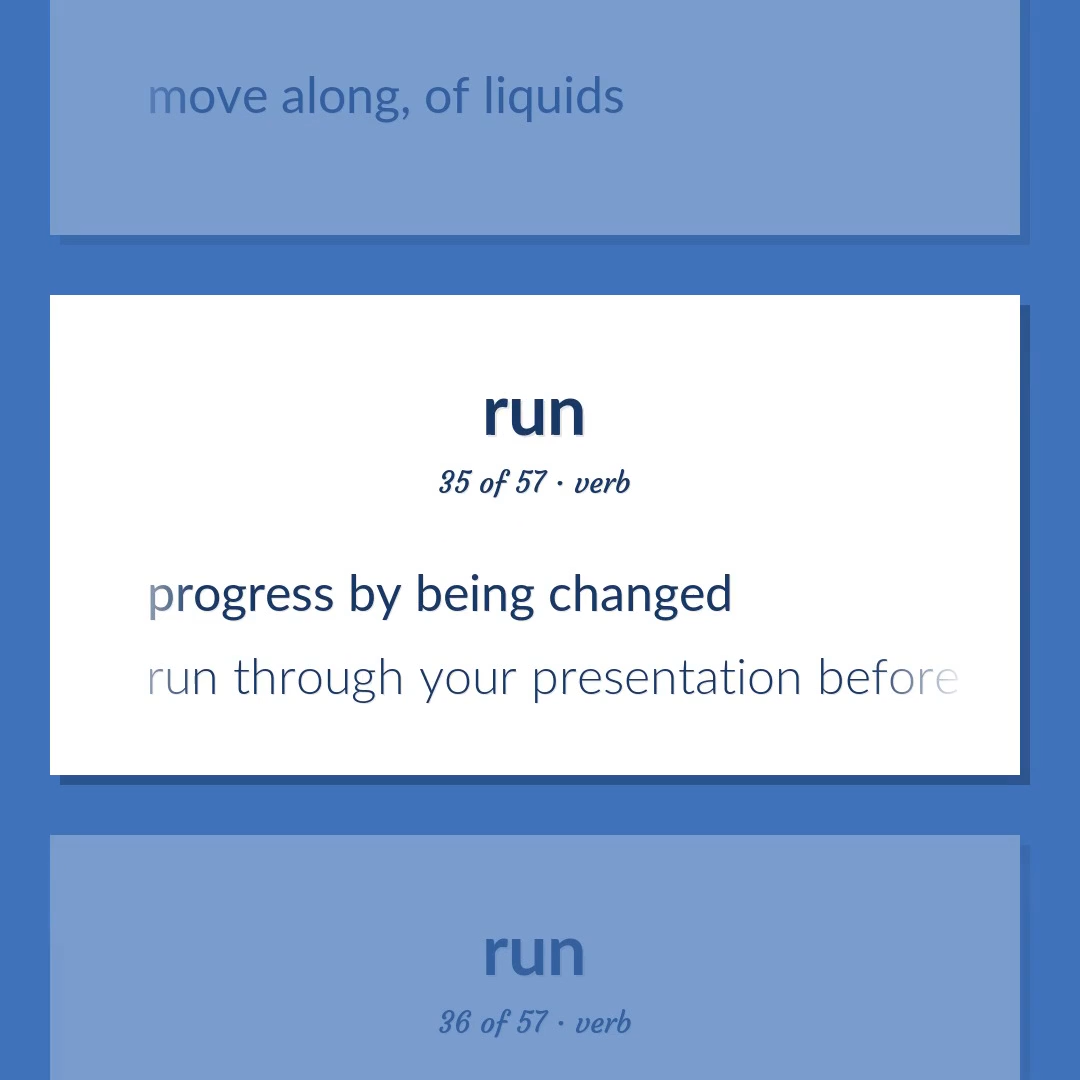 move along, of liquids
run
35 of 57 · verb
progress by being changed
run through your presentation before
run
36 of 57 · verb